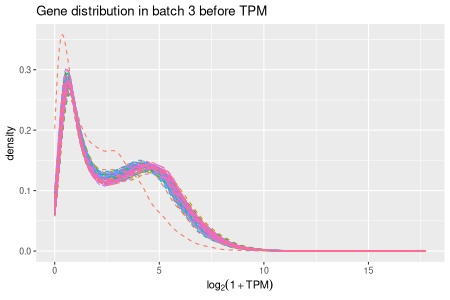 Gene distribution in batch 3 before TPM
0.3
0.2
0.1
0.0
density
0
5
10
15
log₂(1 + TPM)